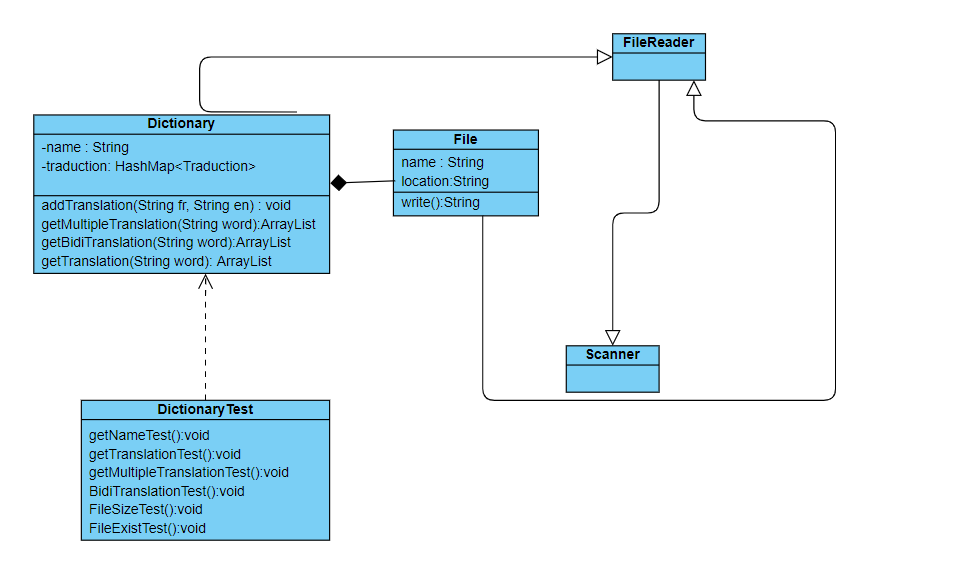 FileReader
Dictionary
-name : String
-traduction: HashMap<Traduction>
addTranslation(String fr, String en) : void
getMultipleTranslation(String word):ArrayList
getBidiTranslation(String word):ArrayList
getTranslation(String word): ArrayList
File
name : String
location:String
write():String
Scanner
DictionaryTest
getNameTest():void
getTranslationTest():void
getMultipleTranslationTest():void
BidiTranslationTest():void
FileSizeTest():void
FileExistTest():void